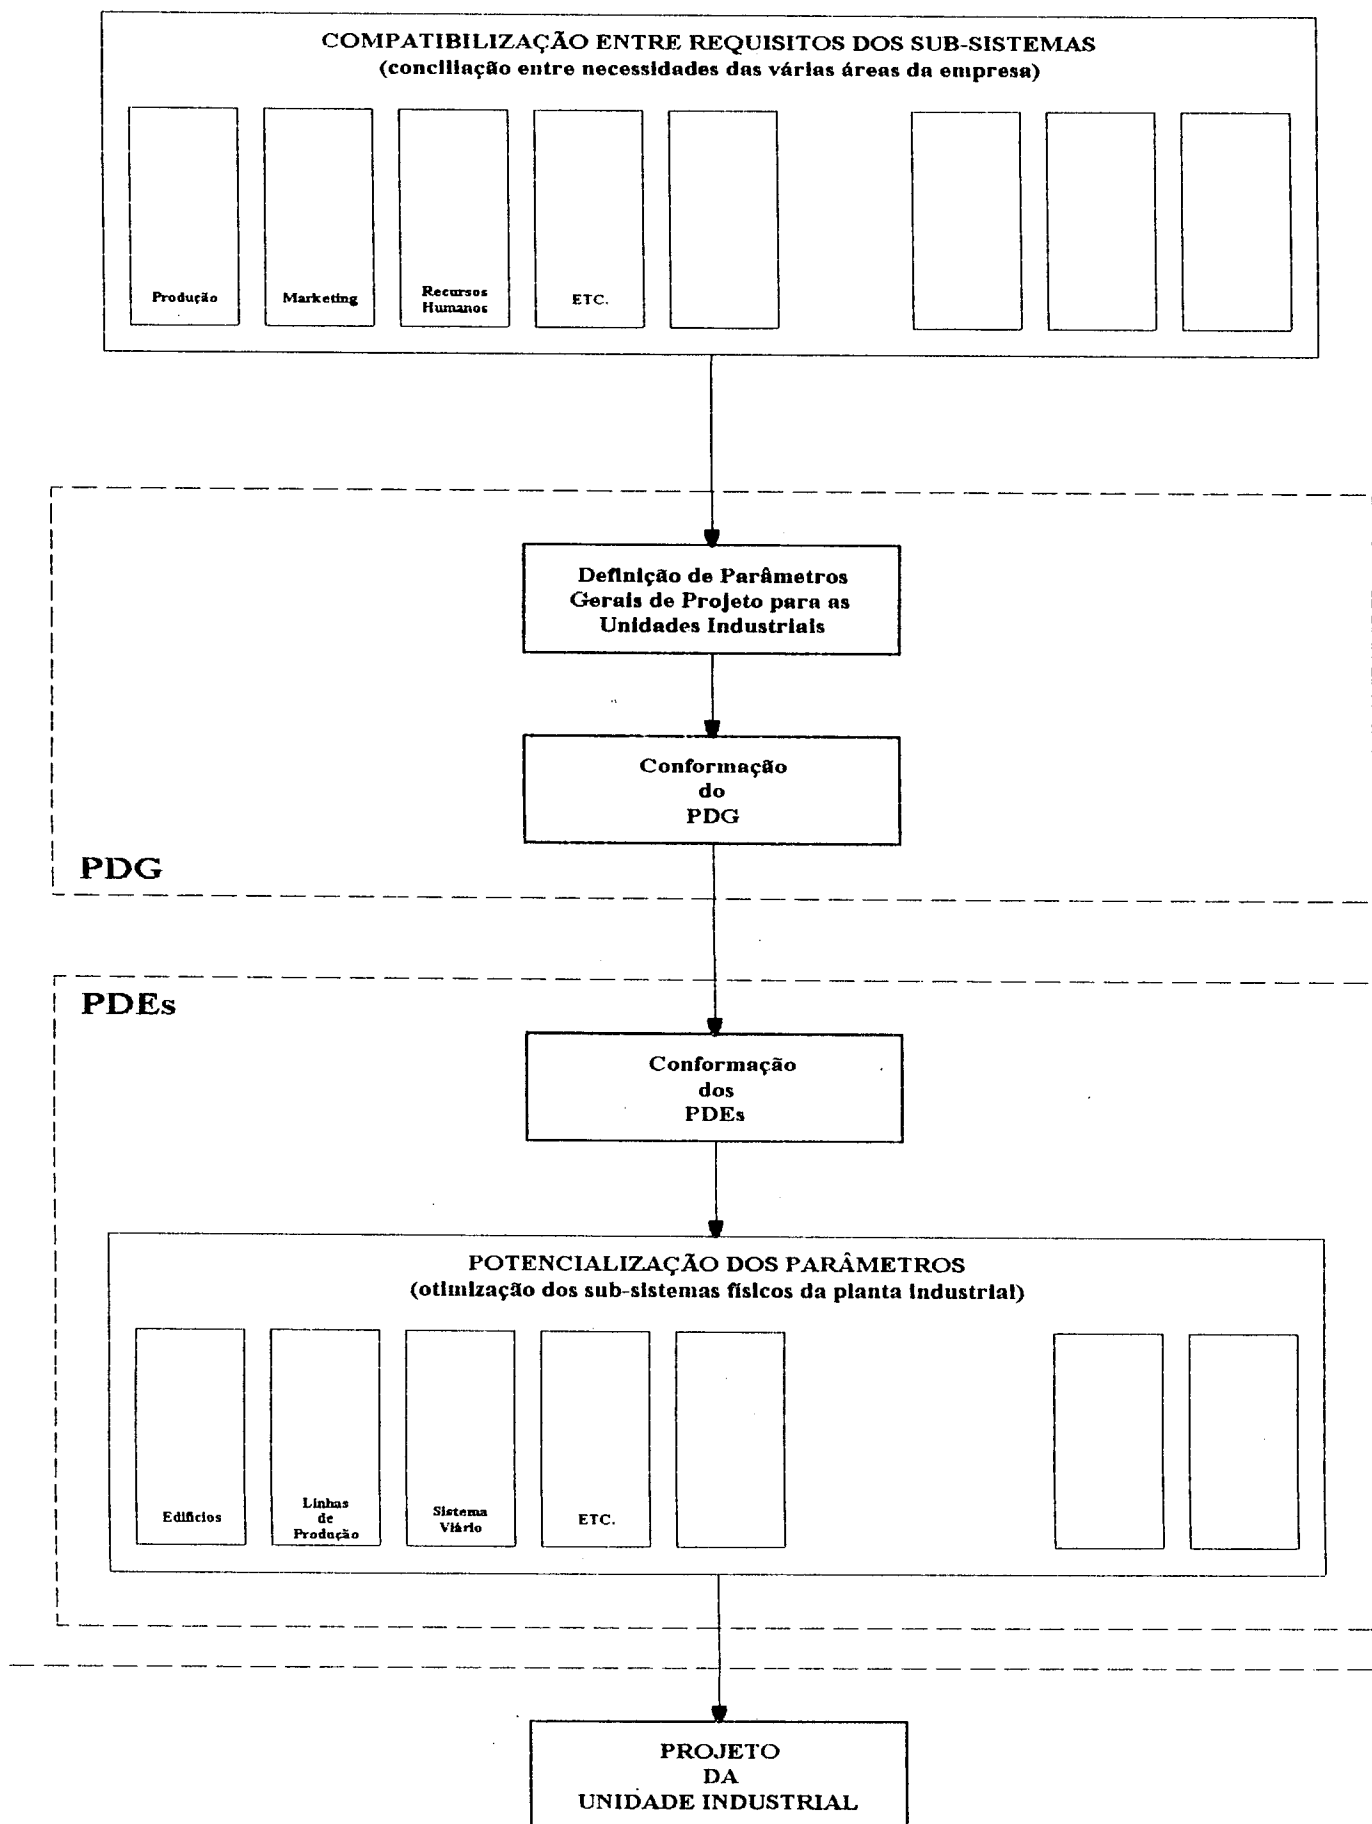 COMPATIBILIZAÇÃO ENTRE REQUISITOS DOS SUB-SISTEMAS
(conciliação entre necessidades das várias áreas da empresa)
Produção
Marketing
Recursos
Humanos
ETC.
Definição de Parâmetros
Gerais de Projeto para as
Unidades Industriais
Conformação
do
PDG
PDG
PDEs
Conformação
dos
PDEs
POTENCIALIZAÇÃO DOS PARÂMETROS
(otimização dos sub-sistemas físicos da planta industrial)
Edifícios
Linhas
de
Produção
Sistema
Viário
ETC.
PROJETO
DA
UNIDADE INDUSTRIAL